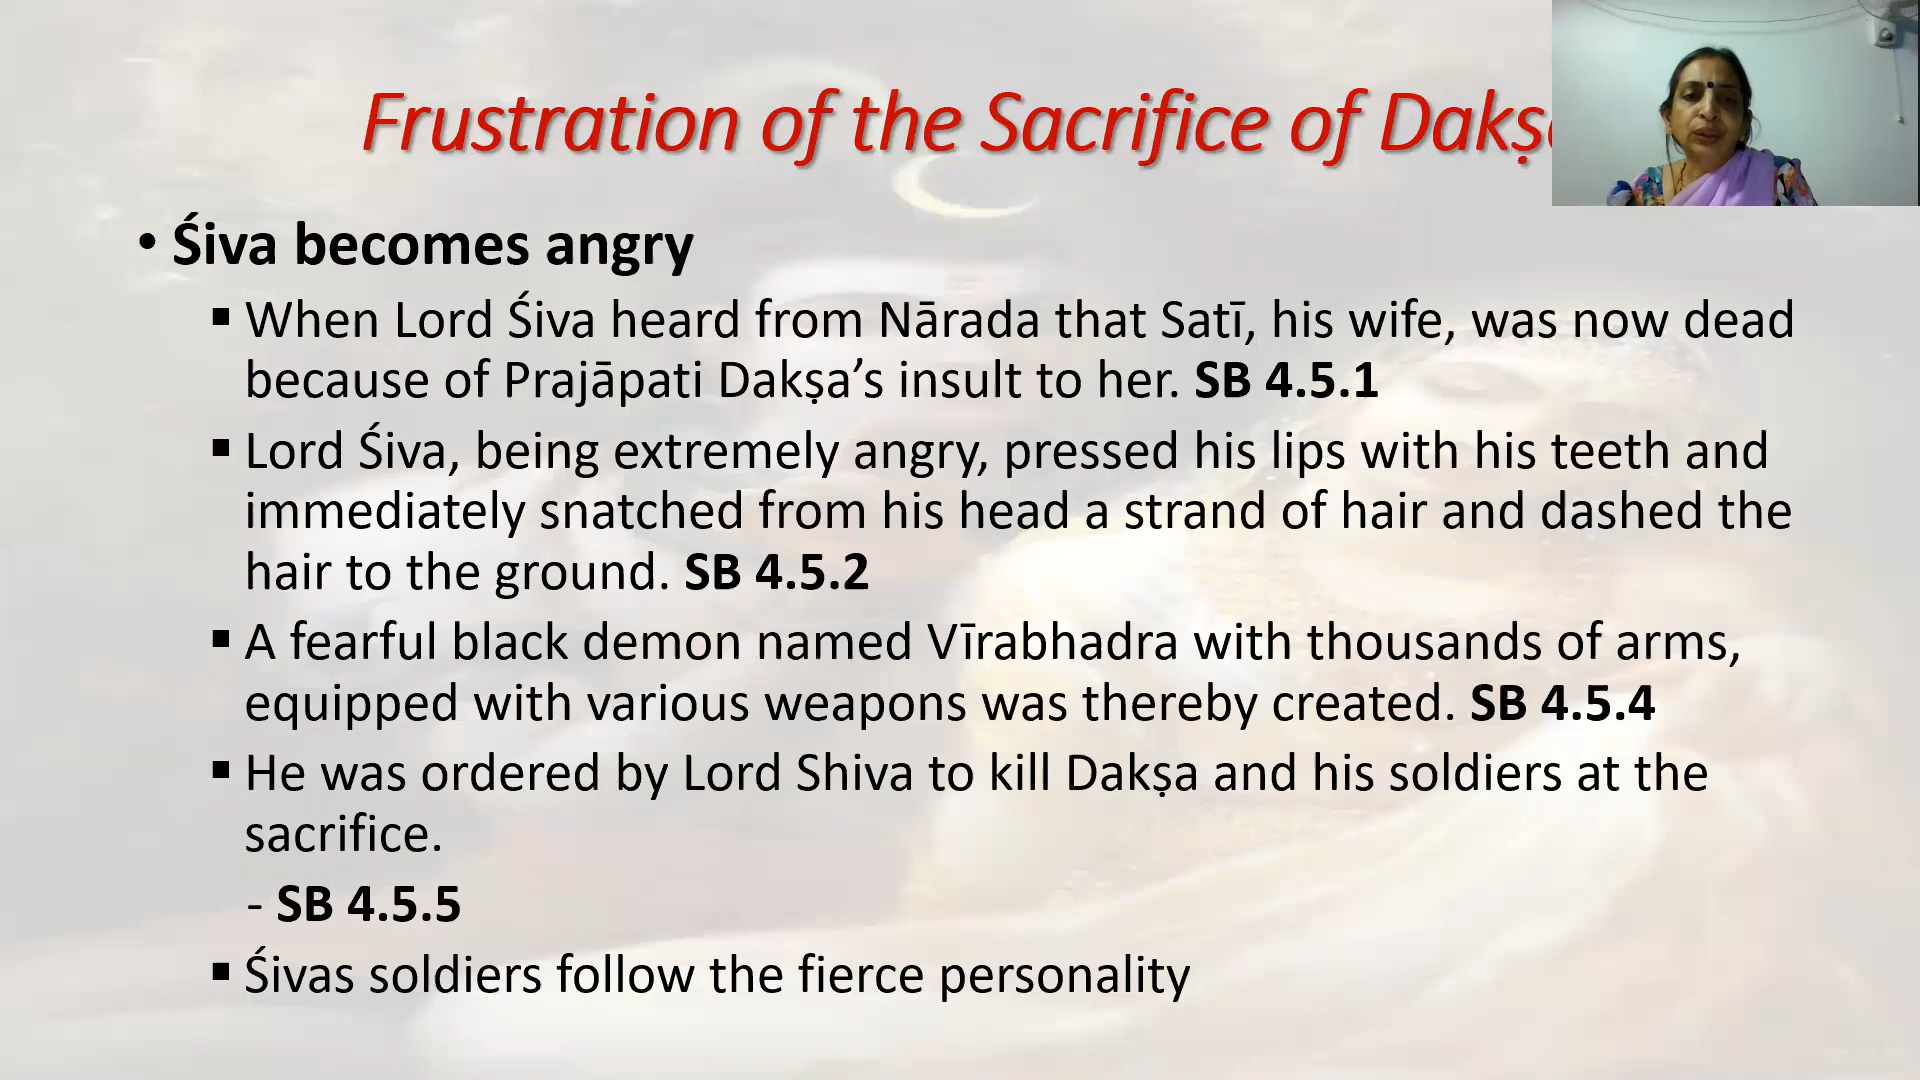 Frustration of the Sacrifice of
• Śiva becomes angry
▪ When Lord Śiva heard from Nārada that Satī, his wife, was now dead
because of Prajāpati Dakṣa’s insult to her. SB 4.5.1
▪ Lord Śiva, being extremely angry, pressed his lips with his teeth and
immediately snatched from his head a strand of hair and dashed the
hair to the ground. SB 4.5.2
▪ A fearful black demon named Vīrabhadra with thousands of arms,
equipped with various weapons was thereby created. SB 4.5.4
▪ He was ordered by Lord Shiva to kill Dakṣa and his soldiers at the
sacrifice.
- SB 4.5.5
▪ Śivas soldiers follow the fierce personality